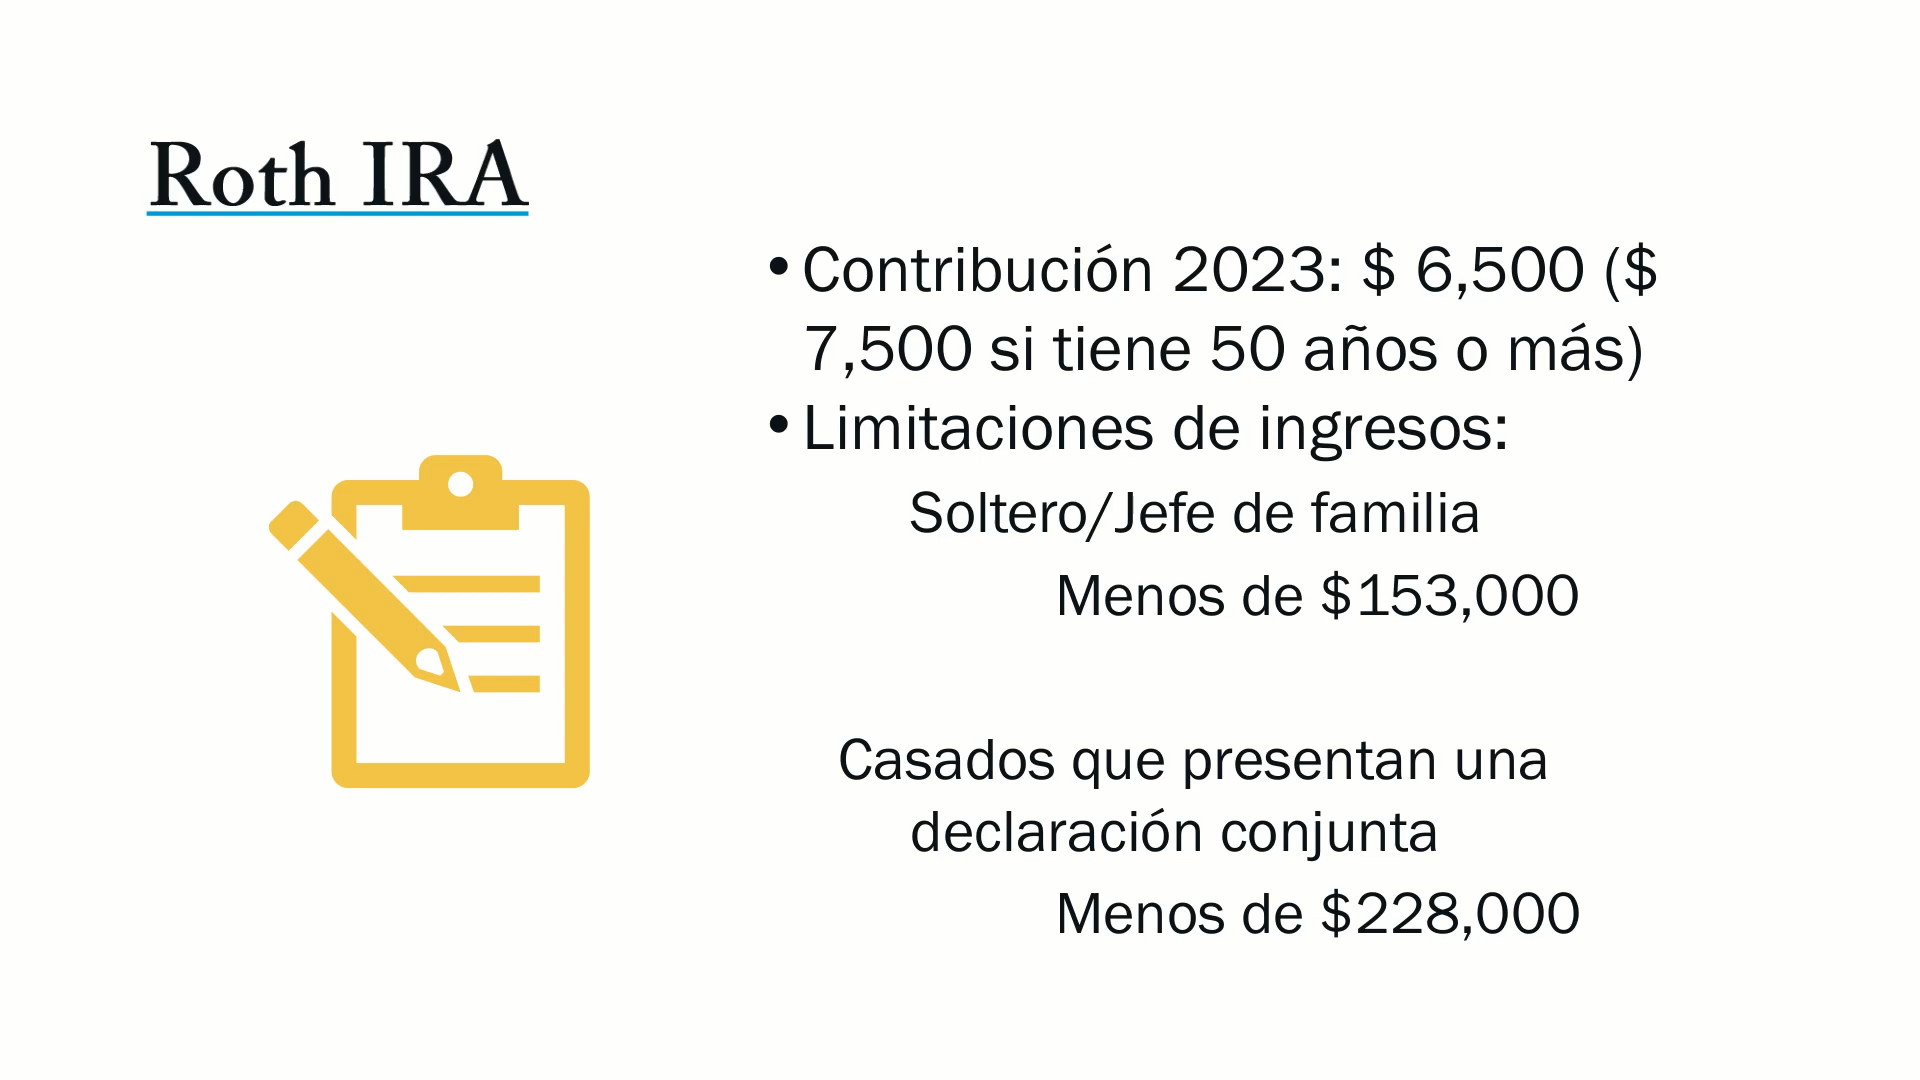 Roth IRA
• Contribución 2023: $ 6,500 ($
7,500 si tiene 50 años o más)
• Limitaciones de ingresos:
Soltero/Jefe de familia
Menos de $153,000
Casados que presentan una
declaración conjunta
Menos de $228,000